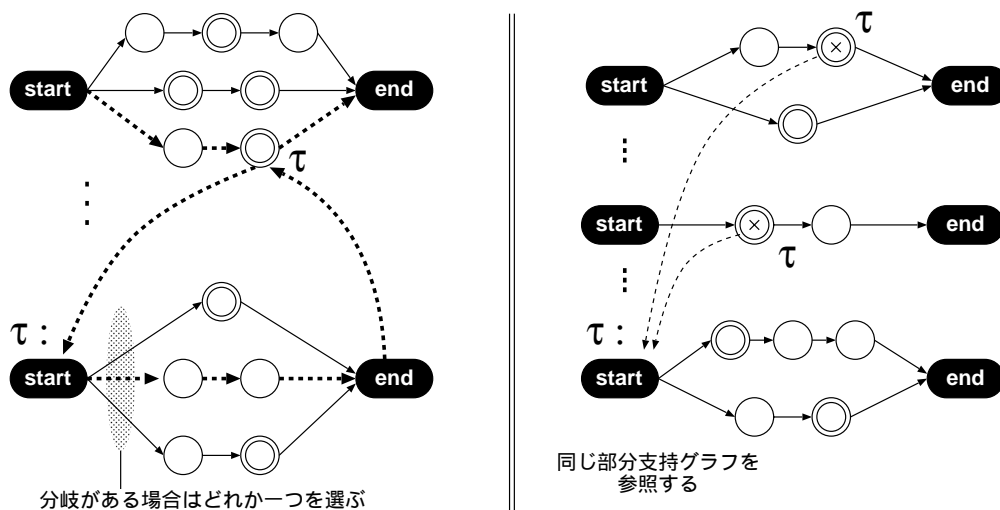 start
end
τ
⋮
τ :
start
end
分岐がある場合はどれか一つを選ぶ
τ
×
start
end
⋮
start
×
end
τ
⋮
τ :
start
end
同じ部分支持グラフを
参照する